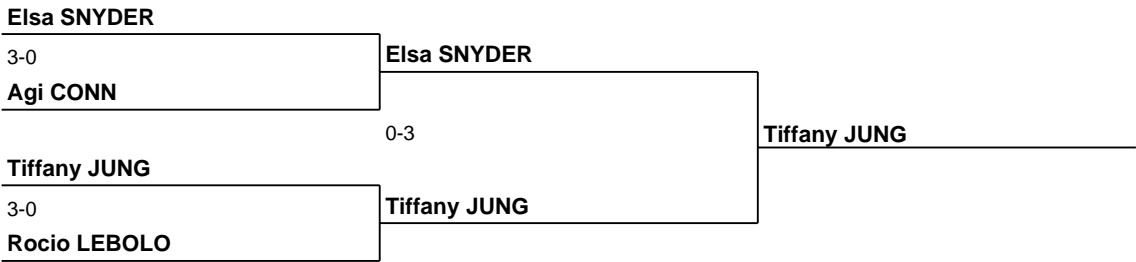 Elsa SNYDER
3-0
Elsa SNYDER
Agi CONN
0-3
Tiffany JUNG
Tiffany JUNG
3-0
Tiffany JUNG
Rocio LEBOLO